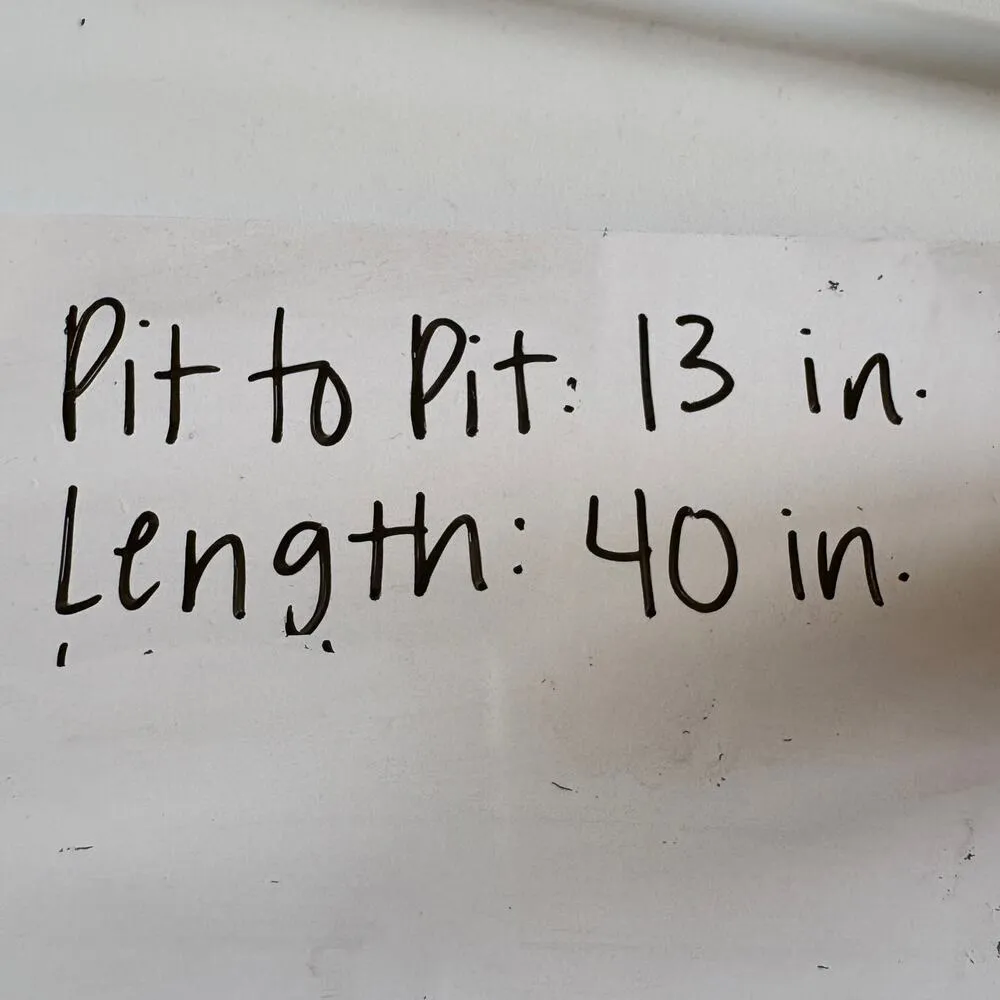 Pit to Pit: 13 in.
Length: 40 in.